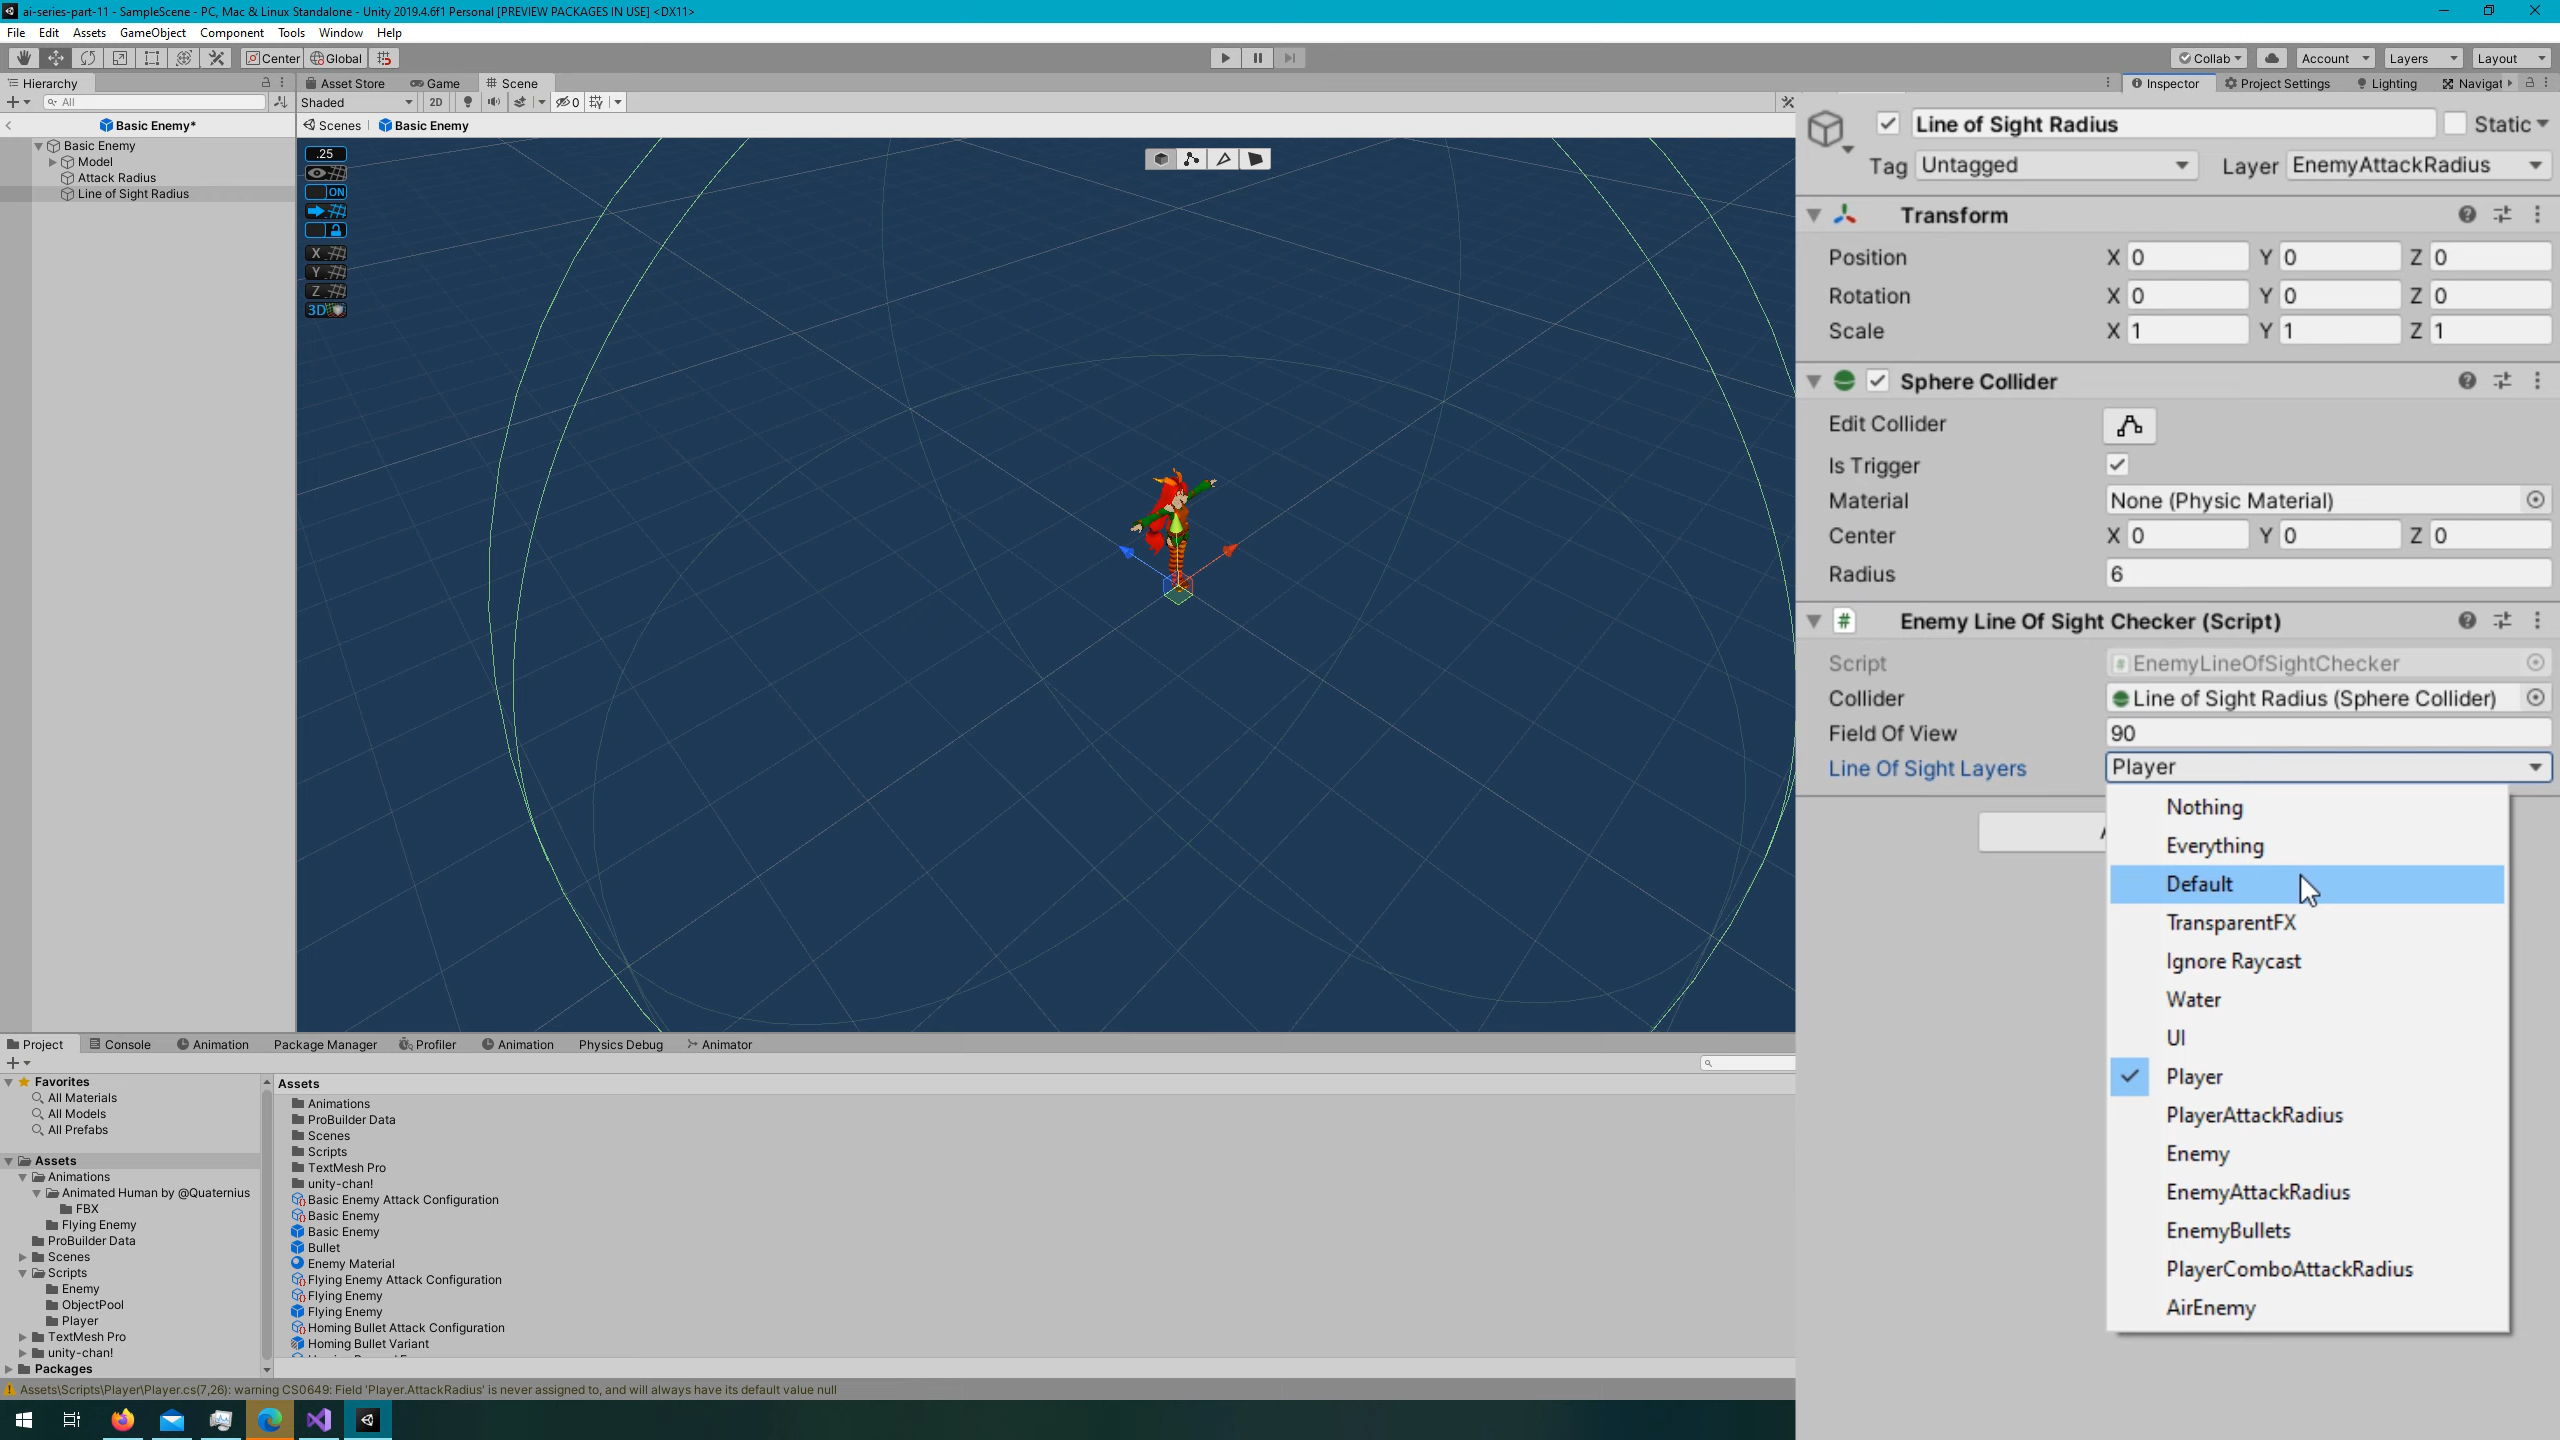 ai-series-part-11 - SampleScene - PC, Mac & Linux Standalone - Unity 2019.4.6f1 Personal [PREVIEW PACKAGES IN USE] <DX11>
File Edit Assets GameObject Component Tools Window Help
Center Global Collab Account Layers Layout
Hierarchy Asset Store Game Scene Inspector Project Settings Lighting Navigat
All Shaded 2D 0
Basic Enemy* Scenes Basic Enemy
Basic Enemy
Model
Attack Radius
Line of Sight Radius
.25
ON
X
Y
Z
3D
Line of Sight Radius Static
Tag Untagged Layer EnemyAttackRadius
Transform
Position X 0 Y 0 Z 0
Rotation X 0 Y 0 Z 0
Scale X 1 Y 1 Z 1
Sphere Collider
Edit Collider
Is Trigger
Material None (Physic Material)
Center X 0 Y 0 Z 0
Radius 6
Enemy Line Of Sight Checker (Script)
Script EnemyLineOfSightChecker
Collider Line of Sight Radius (Sphere Collider)
Field Of View 90
Line Of Sight Layers Player
Nothing
Everything
Default
TransparentFX
Ignore Raycast
Water
UI
Player
PlayerAttackRadius
Enemy
EnemyAttackRadius
EnemyBullets
PlayerComboAttackRadius
AirEnemy
Project Console Animation Package Manager Profiler Animation Physics Debug Animator
Favorites
All Materials
All Models
All Prefabs
Assets
Animations
Animated Human by @Quaternius
FBX
Flying Enemy
ProBuilder Data
Scenes
Scripts
Enemy
ObjectPool
Player
TextMesh Pro
unity-chan!
Packages
Assets
Animations
ProBuilder Data
Scenes
Scripts
TextMesh Pro
unity-chan!
Basic Enemy Attack Configuration
Basic Enemy
Basic Enemy
Bullet
Enemy Material
Flying Enemy Attack Configuration
Flying Enemy
Flying Enemy
Homing Bullet Attack Configuration
Homing Bullet Variant
Assets\Scripts\Player\Player.cs(7,26): warning CS0649: Field 'Player.AttackRadius' is never assigned to, and will always have its default value null